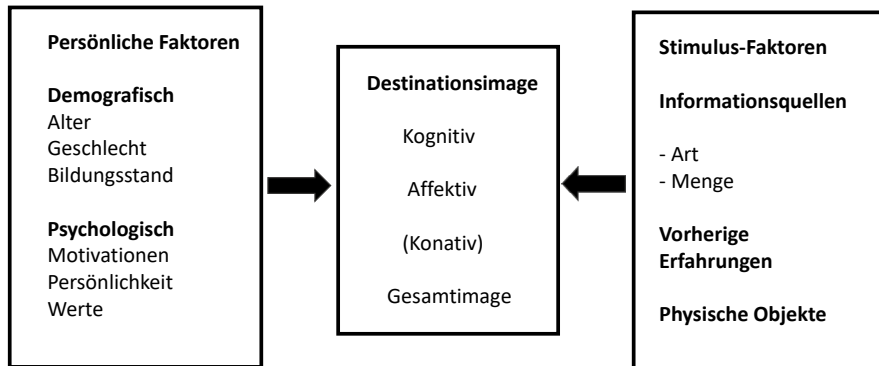 Persönliche Faktoren
Demografisch
Alter
Geschlecht
Bildungsstand
Psychologisch
Motivationen
Persönlichkeit
Werte
Destinationsimage
Kognitiv
Affektiv
(Konativ)
Gesamtimage
Stimulus-Faktoren
Informationsquellen
- Art
- Menge
Vorherige
Erfahrungen
Physische Objekte